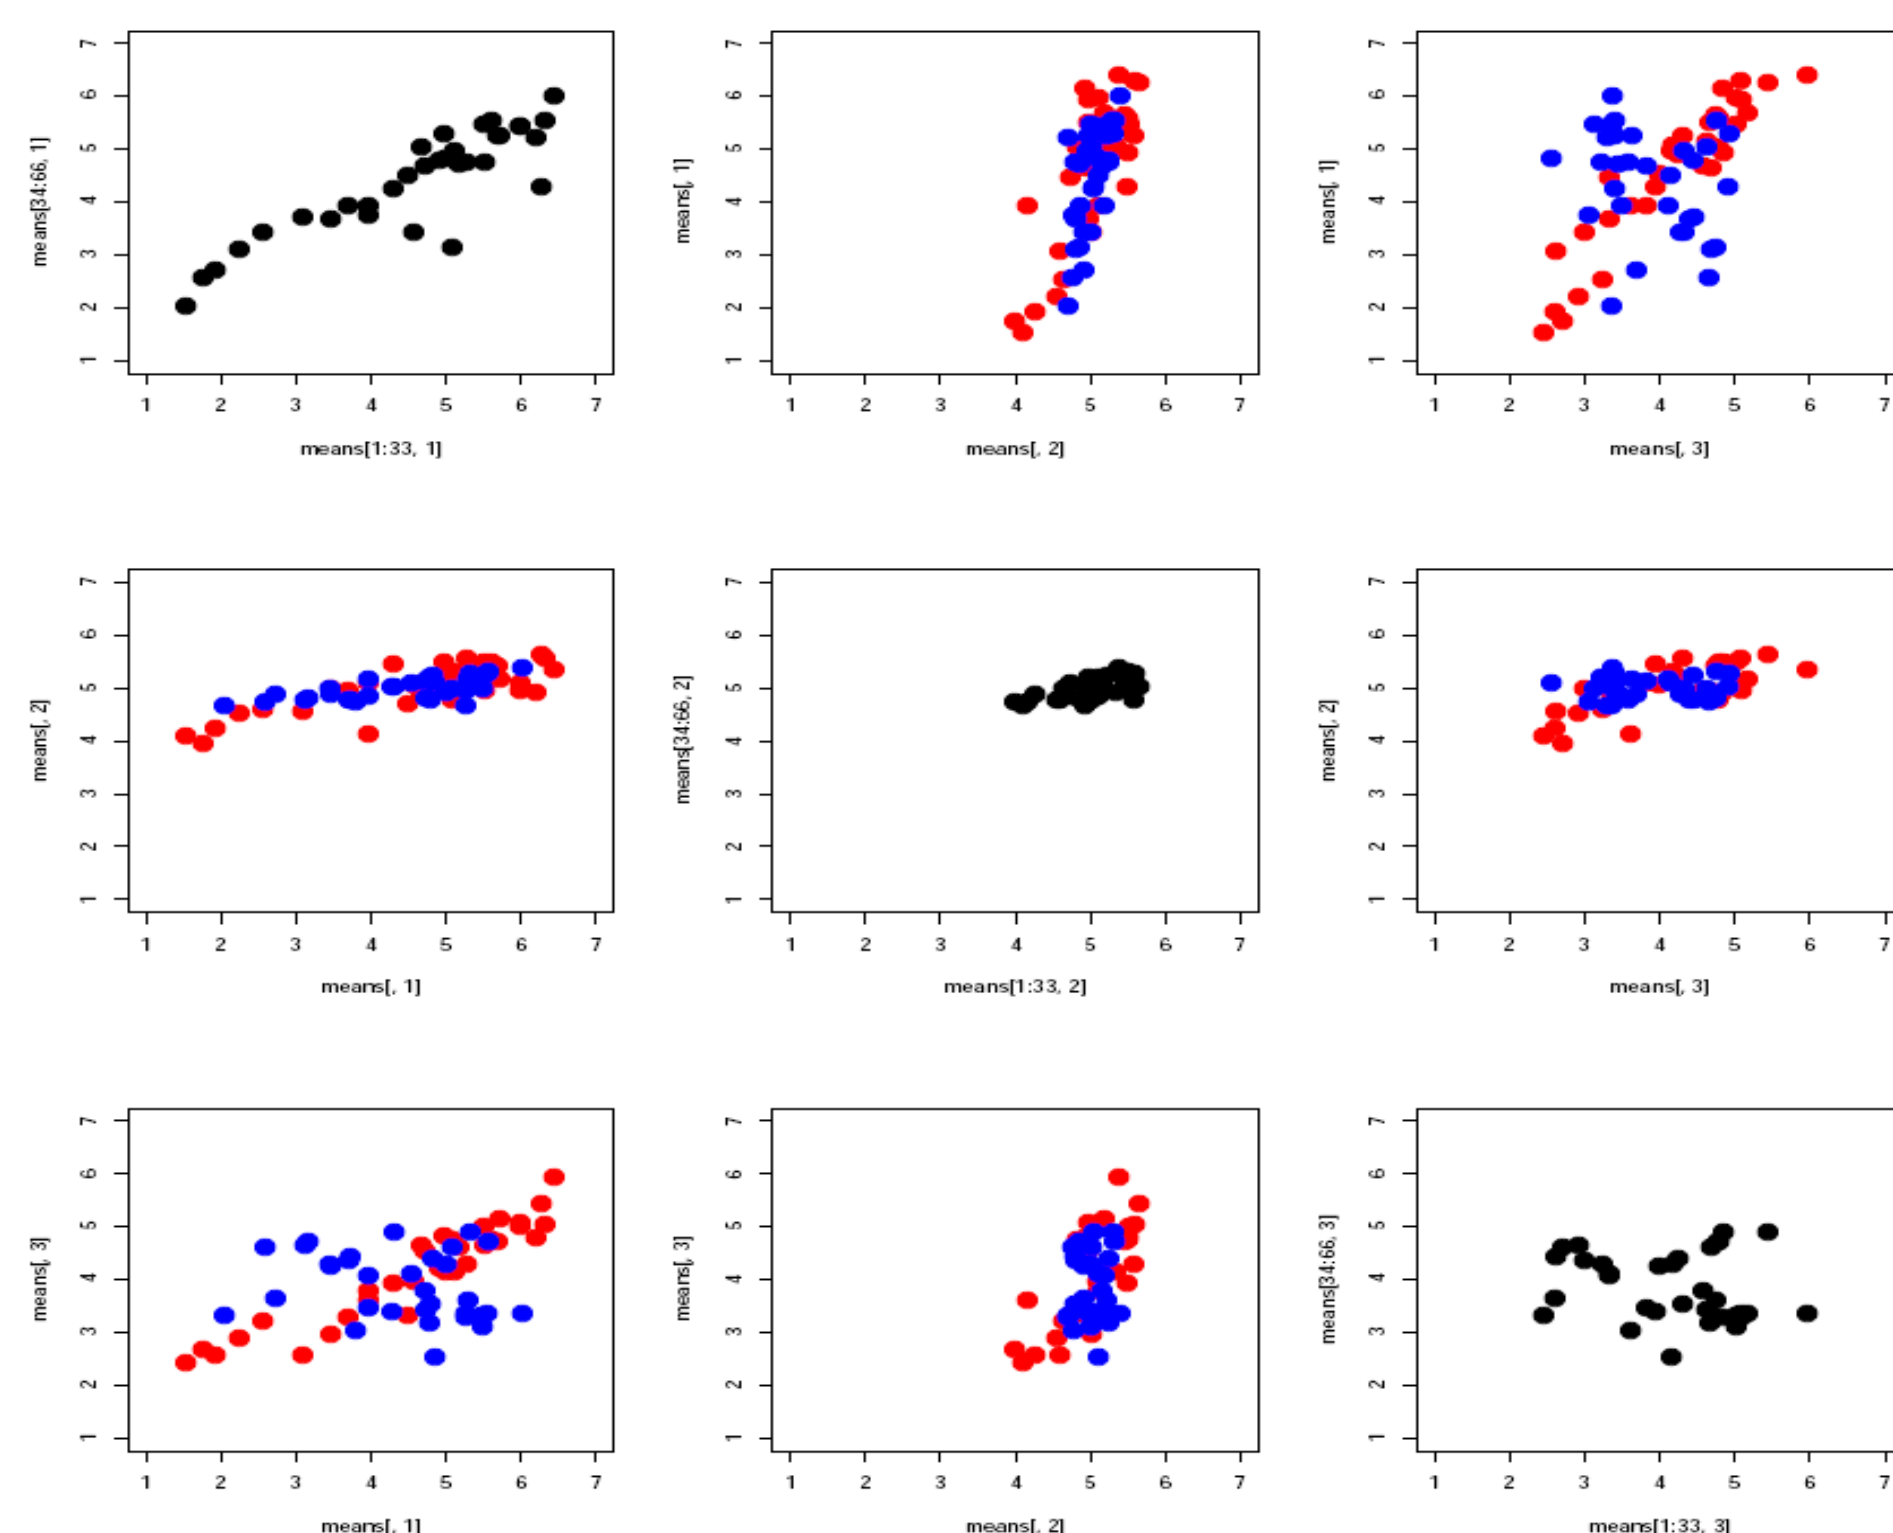 7 6 5 4 3 2 1
means[34:66, 1]
1 2 3 4 5 6 7
means[1:33, 1]
7 6 5 4 3 2 1
means[, 1]
1 2 3 4 5 6 7
means[, 2]
7 6 5 4 3 2 1
means[, 1]
1 2 3 4 5 6 7
means[, 3]
7 6 5 4 3 2 1
means[, 2]
1 2 3 4 5 6 7
means[, 1]
7 6 5 4 3 2 1
means[34:66, 2]
1 2 3 4 5 6 7
means[1:33, 2]
7 6 5 4 3 2 1
means[, 2]
1 2 3 4 5 6 7
means[, 3]
7 6 5 4 3 2 1
means[, 3]
1 2 3 4 5 6 7
means[, 1]
7 6 5 4 3 2 1
means[, 3]
1 2 3 4 5 6 7
means[, 2]
7 6 5 4 3 2 1
means[34:66, 3]
1 2 3 4 5 6 7
means[1:33, 3]